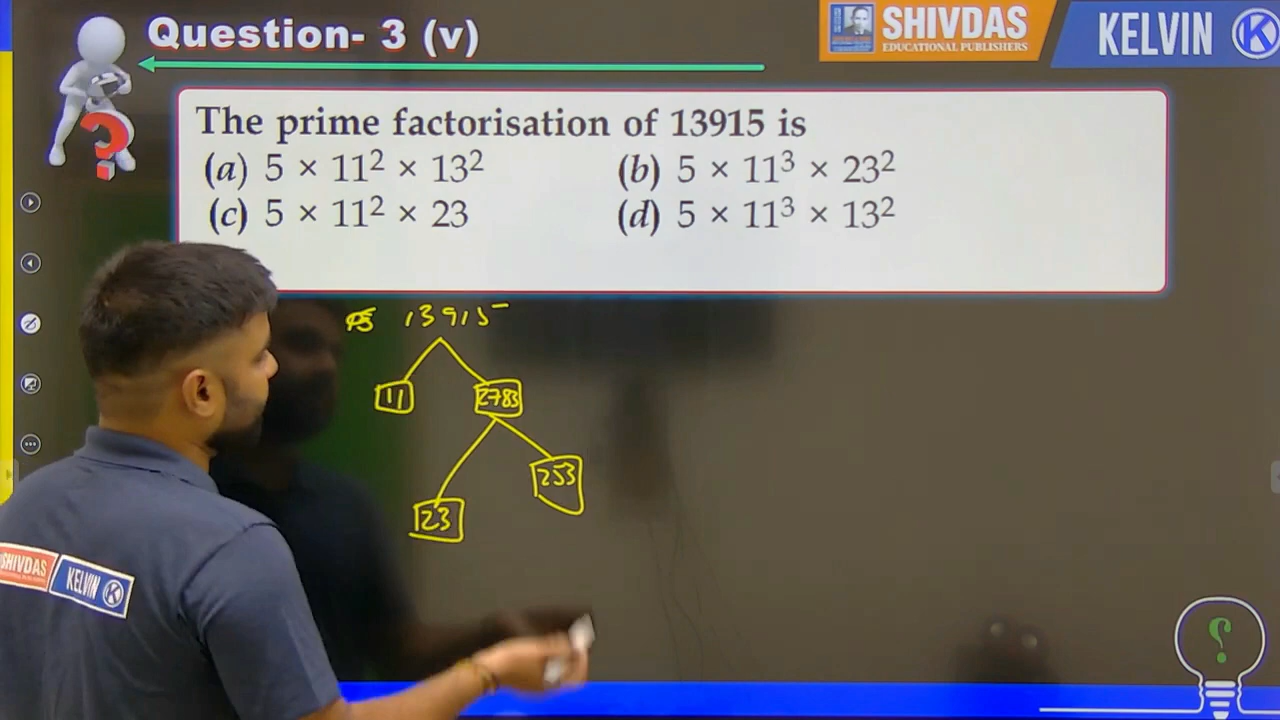 Question- 3 (v)
SHIVDAS
EDUCATIONAL PUBLISHERS
KELVIN K
The prime factorisation of 13915 is
(a) 5 × 11² × 13² (b) 5 × 11³ × 23²
(c) 5 × 11² × 23 (d) 5 × 11³ × 13²
13915
11 2783
253
23
SHIVDAS KELVIN K